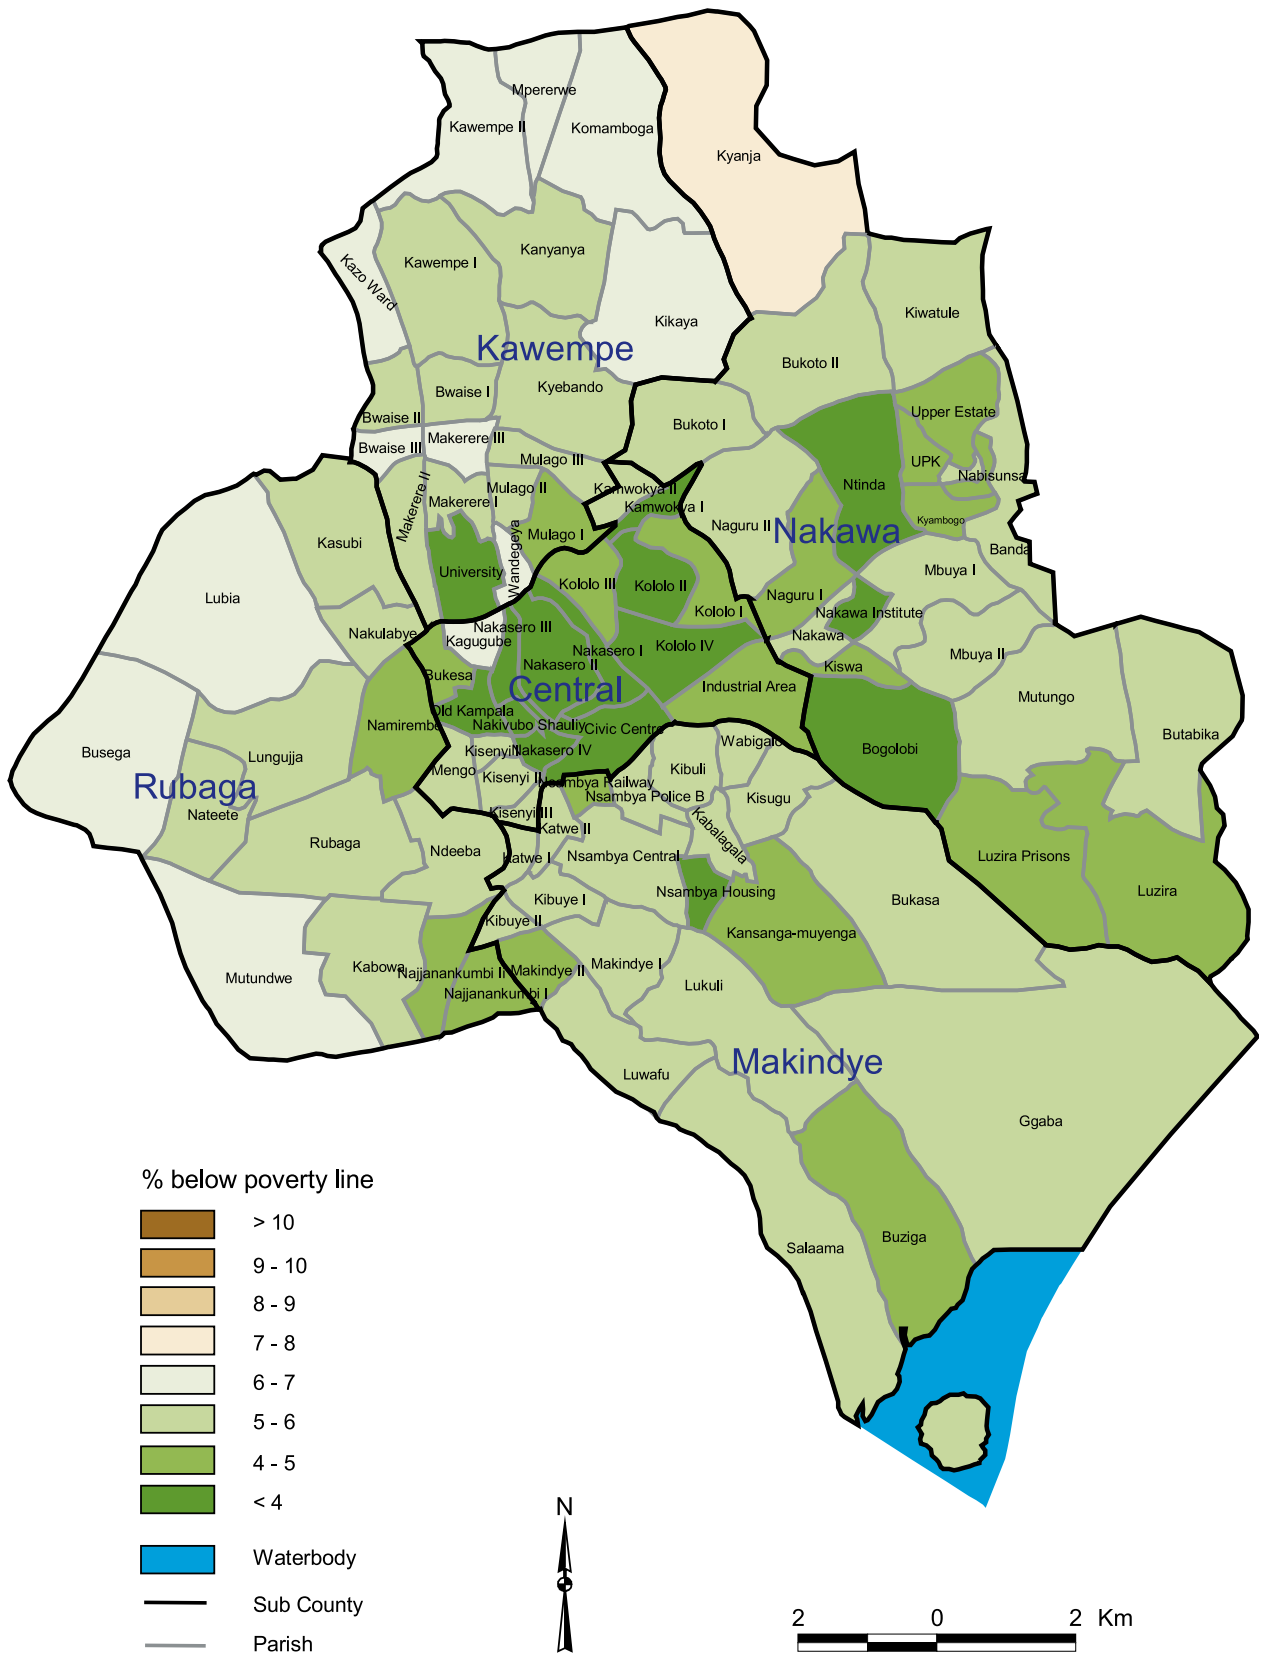 Mpererwe
Kawempe II
Komamboga
Kyanja
Kanyanya
Kawempe I
Kazo Ward
Kikaya
Kiwatule
Kawempe
Bukoto II
Kyebando
Bwaise I
Upper Estate
Bwaise II
Bukoto I
Makerere III
Bwaise III
Mulago III
UPK
Nabisunsa
Ntinda
Mulago II
Kamwokya II
Makerere II
Makerere I
Kamwokya I
Kyambogo
Naguru II
Nakawa
Mulago I
Kasubi
Banda
Wandegeya
University
Mbuya I
Kololo III
Kololo II
Lubia
Naguru I
Kololo I
Nakawa Institute
Nakasero III
Nakulabye
Kagugube
Nakawa
Kololo IV
Nakasero I
Mbuya II
Nakasero II
Kiswa
Bukesa
Industrial Area
Central
Mutungo
Old Kampala
Namirembe
Nakivubo Shauliy
Civic Centre
Butabika
Wabigalo
Bogolobi
Busega
Kisenyi I
Nakasero IV
Lungujja
Mengo
Kibuli
Kisenyi II
Nsambya Railway
Rubaga
Nsambya Police B
Kisugu
Nateete
Kisenyi III
Katwe II
Kabalagala
Rubaga
Ndeeba
Katwe I
Nsambya Central
Luzira Prisons
Nsambya Housing
Luzira
Kibuye I
Bukasa
Kibuye II
Kansanga-muyenga
Makindye I
Kabowa
Najjanankumbi II
Makindye II
Mutundwe
Lukuli
Najjanankumbi I
Makindye
Luwafu
Ggaba
Buziga
Salaama
% below poverty line
> 10
9 - 10
8 - 9
7 - 8
6 - 7
5 - 6
4 - 5
< 4
Waterbody
Sub County
Parish
N
2 0 2 Km